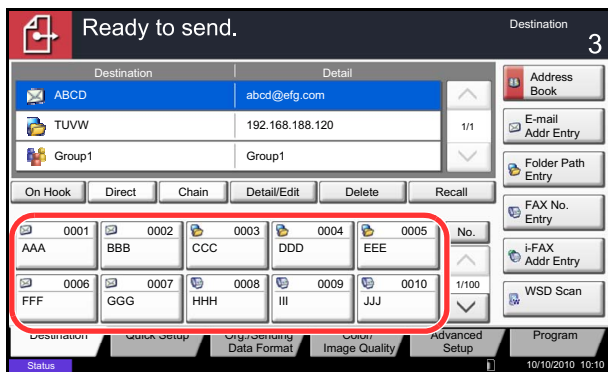 Ready to send.
Destination
3
Destination Detail
ABCD abcd@efg.com
TUVW 192.168.188.120 1/1
Group1 Group1
Address
Book
E-mail
Addr Entry
Folder Path
Entry
FAX No.
Entry
i-FAX
Addr Entry
WSD Scan
On Hook Direct Chain Detail/Edit Delete Recall
0001 0002 0003 0004 0005 No.
AAA BBB CCC DDD EEE
0006 0007 0008 0009 0010 1/100
FFF GGG HHH III JJJ
Destination Quick Setup Org./Sending Color/ Advanced Program
Data Format Image Quality Setup
Status 10/10/2010 10:10